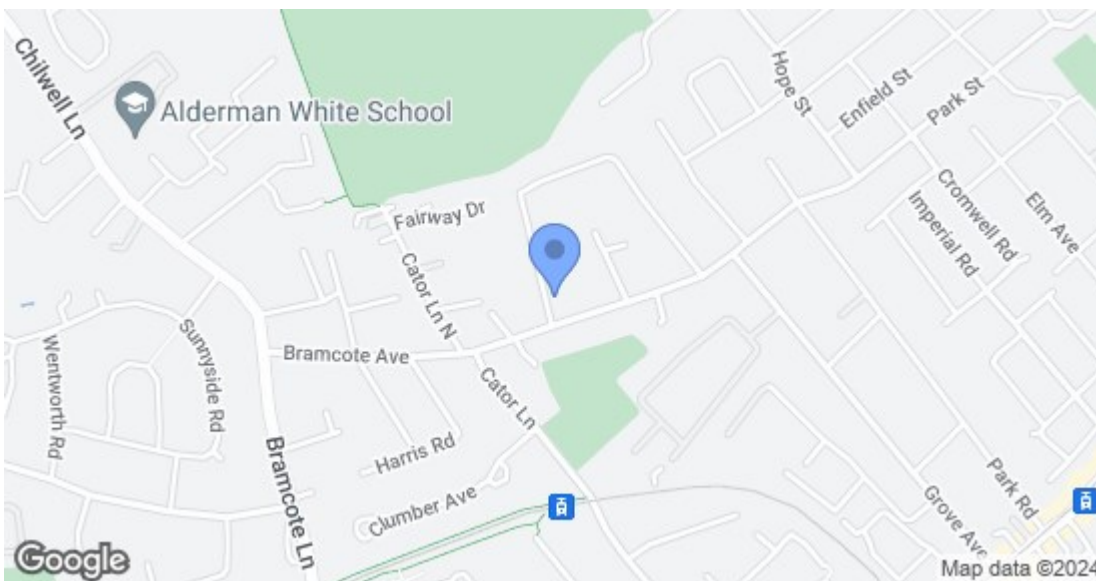 Chilwell Ln
Alderman White School
Hope St
Enfield St
Park St
Cromwell Rd
Imperial Rd
Elm Ave
Fairway Dr
Cator Ln N
Sunnyside Rd
Wentworth Rd
Bramcote Ave
Cator Ln
Harris Rd
Bramcote Ln
Clumber Ave
Grove Ave
Park Rd
Google
Map data ©2024